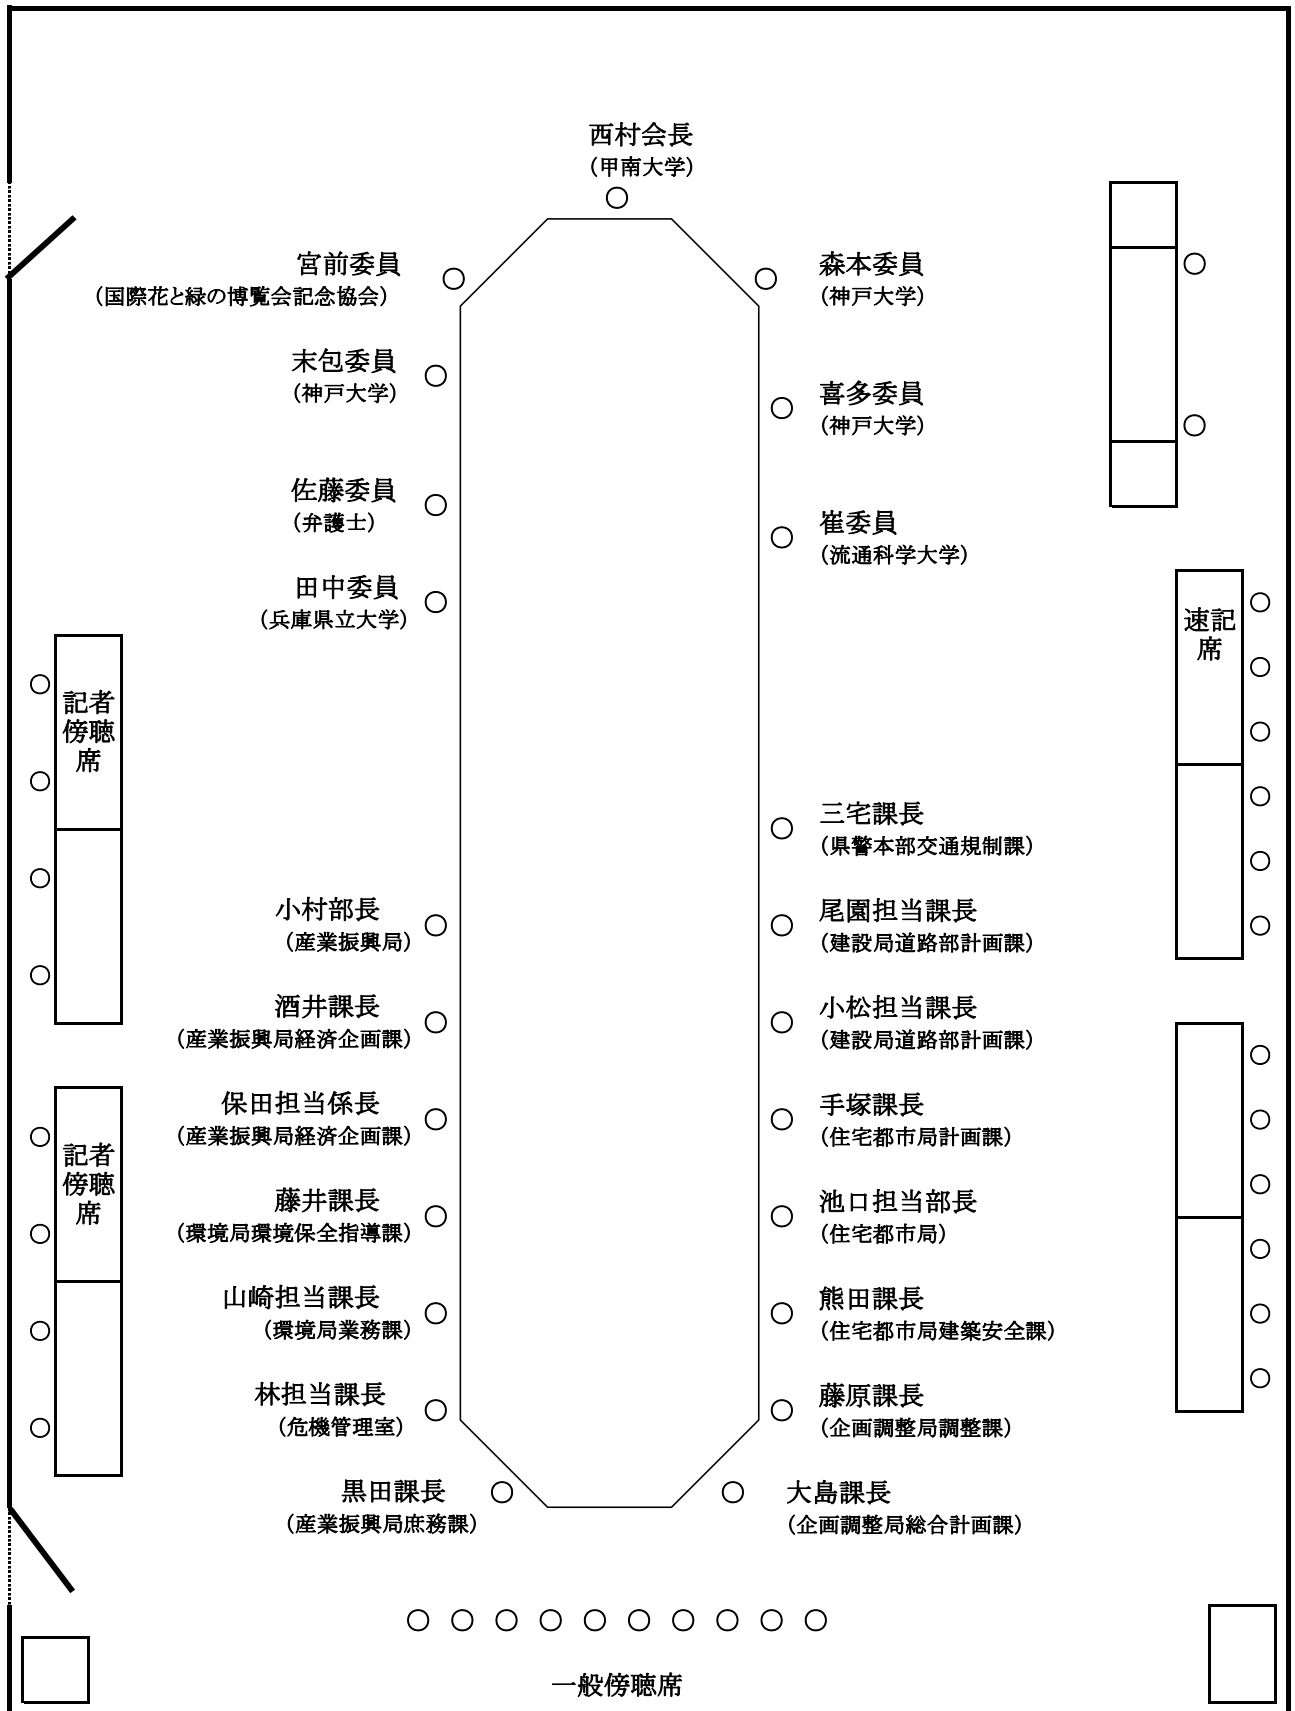 西村会長
（甲南大学）
宮前委員
（国際花と緑の博覧会記念協会）
末包委員
（神戸大学）
佐藤委員
（弁護士）
田中委員
（兵庫県立大学）
森本委員
（神戸大学）
喜多委員
（神戸大学）
崔委員
（流通科学大学）
速記
席
記者
傍聴
席
三宅課長
（県警本部交通規制課）
小村部長
（産業振興局）
酒井課長
（産業振興局経済企画課）
保田担当係長
（産業振興局経済企画課）
藤井課長
（環境局環境保全指導課）
山崎担当課長
（環境局業務課）
林担当課長
（危機管理室）
黒田課長
（産業振興局庶務課）
尾園担当課長
（建設局道路部計画課）
小松担当課長
（建設局道路部計画課）
手塚課長
（住宅都市局計画課）
池口担当部長
（住宅都市局）
熊田課長
（住宅都市局建築安全課）
藤原課長
（企画調整局調整課）
大島課長
（企画調整局総合計画課）
記者
傍聴
席
一般傍聴席